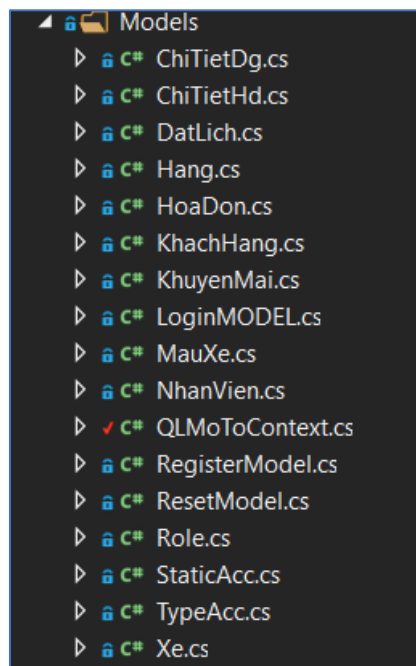 Models
C# ChiTietDg.cs
C# ChiTietHd.cs
C# DatLich.cs
C# Hang.cs
C# HoaDon.cs
C# KhachHang.cs
C# KhuyenMai.cs
C# LoginMODEL.cs
C# MauXe.cs
C# NhanVien.cs
C# QLMoToContext.cs
C# RegisterModel.cs
C# ResetModel.cs
C# Role.cs
C# StaticAcc.cs
C# TypeAcc.cs
C# Xe.cs